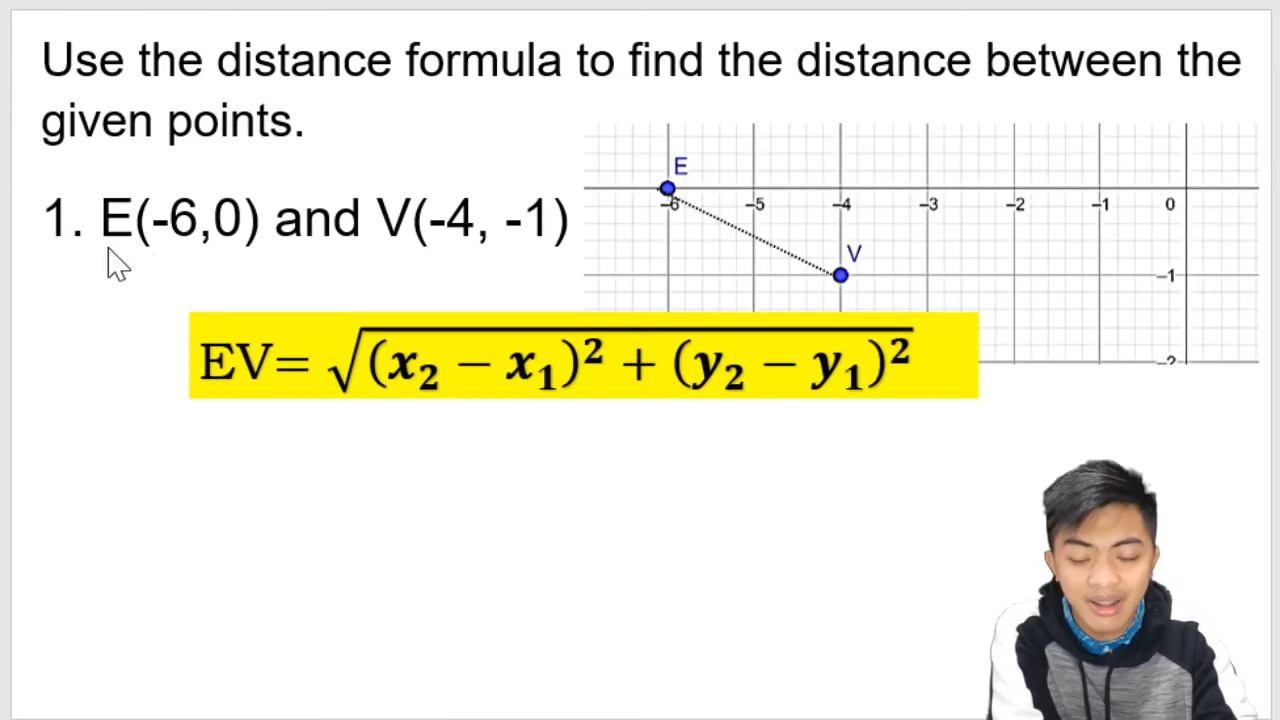 Use the distance formula to find the distance between the
given points.
1. E(-6,0) and V(-4, -1)
E
–6 –5 –4 –3 –2 –1 0
V
–1
EV= √(x₂ − x₁)² + (y₂ − y₁)²
–2